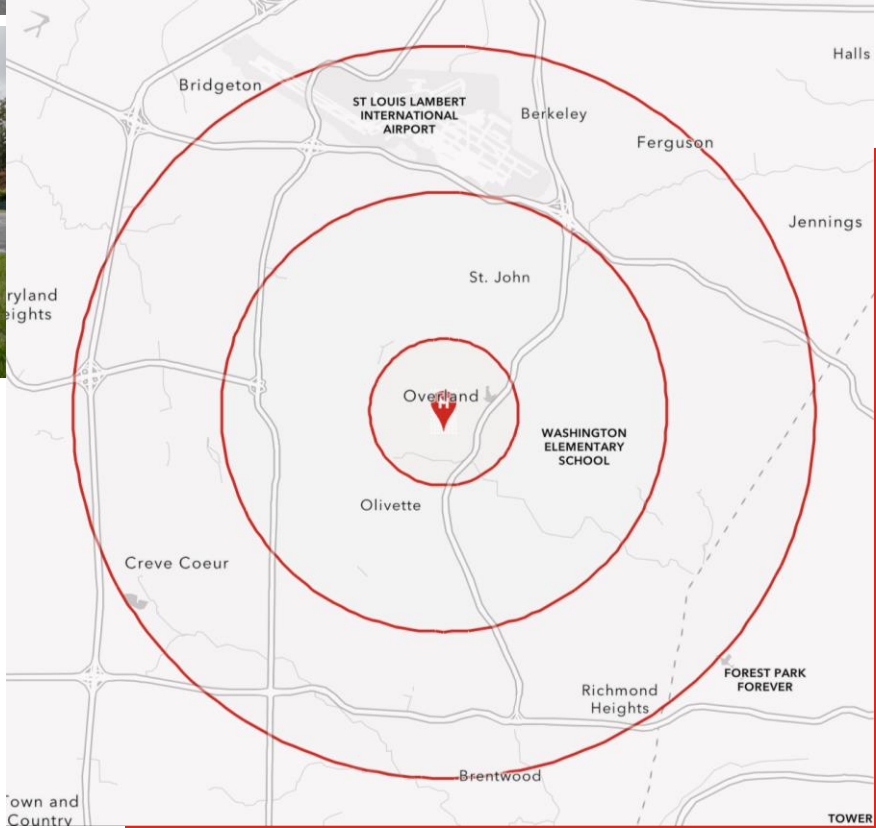 Halls
Bridgeton
ST LOUIS LAMBERT
INTERNATIONAL
AIRPORT
Berkeley
Ferguson
Jennings
St. John
ryland
eights
Overland
WASHINGTON
ELEMENTARY
SCHOOL
Olivette
Creve Coeur
FOREST PARK
FOREVER
Richmond
Heights
Brentwood
Town and
Country
TOWER